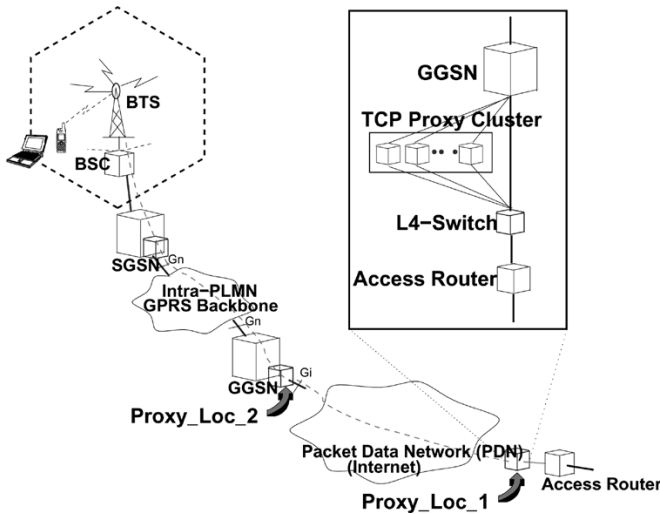 GGSN
BTS
TCP Proxy Cluster
BSC
L4-Switch
SGSN
Gn
Access Router
Intra-PLMN
GPRS Backbone
Gn
GGSN
Gi
Proxy_Loc_2
Packet Data Network (PDN)
(Internet)
Access Router
Proxy_Loc_1